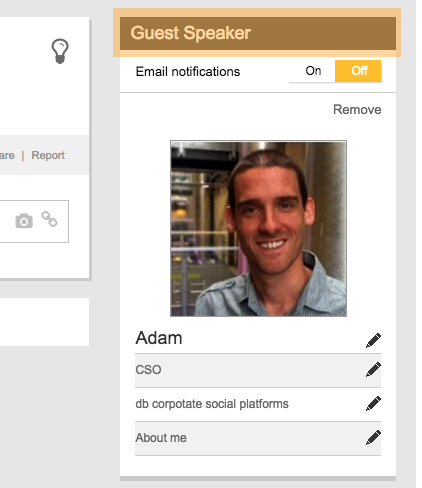 Guest Speaker
Email notifications On Off
Remove
are | Report
Adam
CSO
db corpotate social platforms
About me